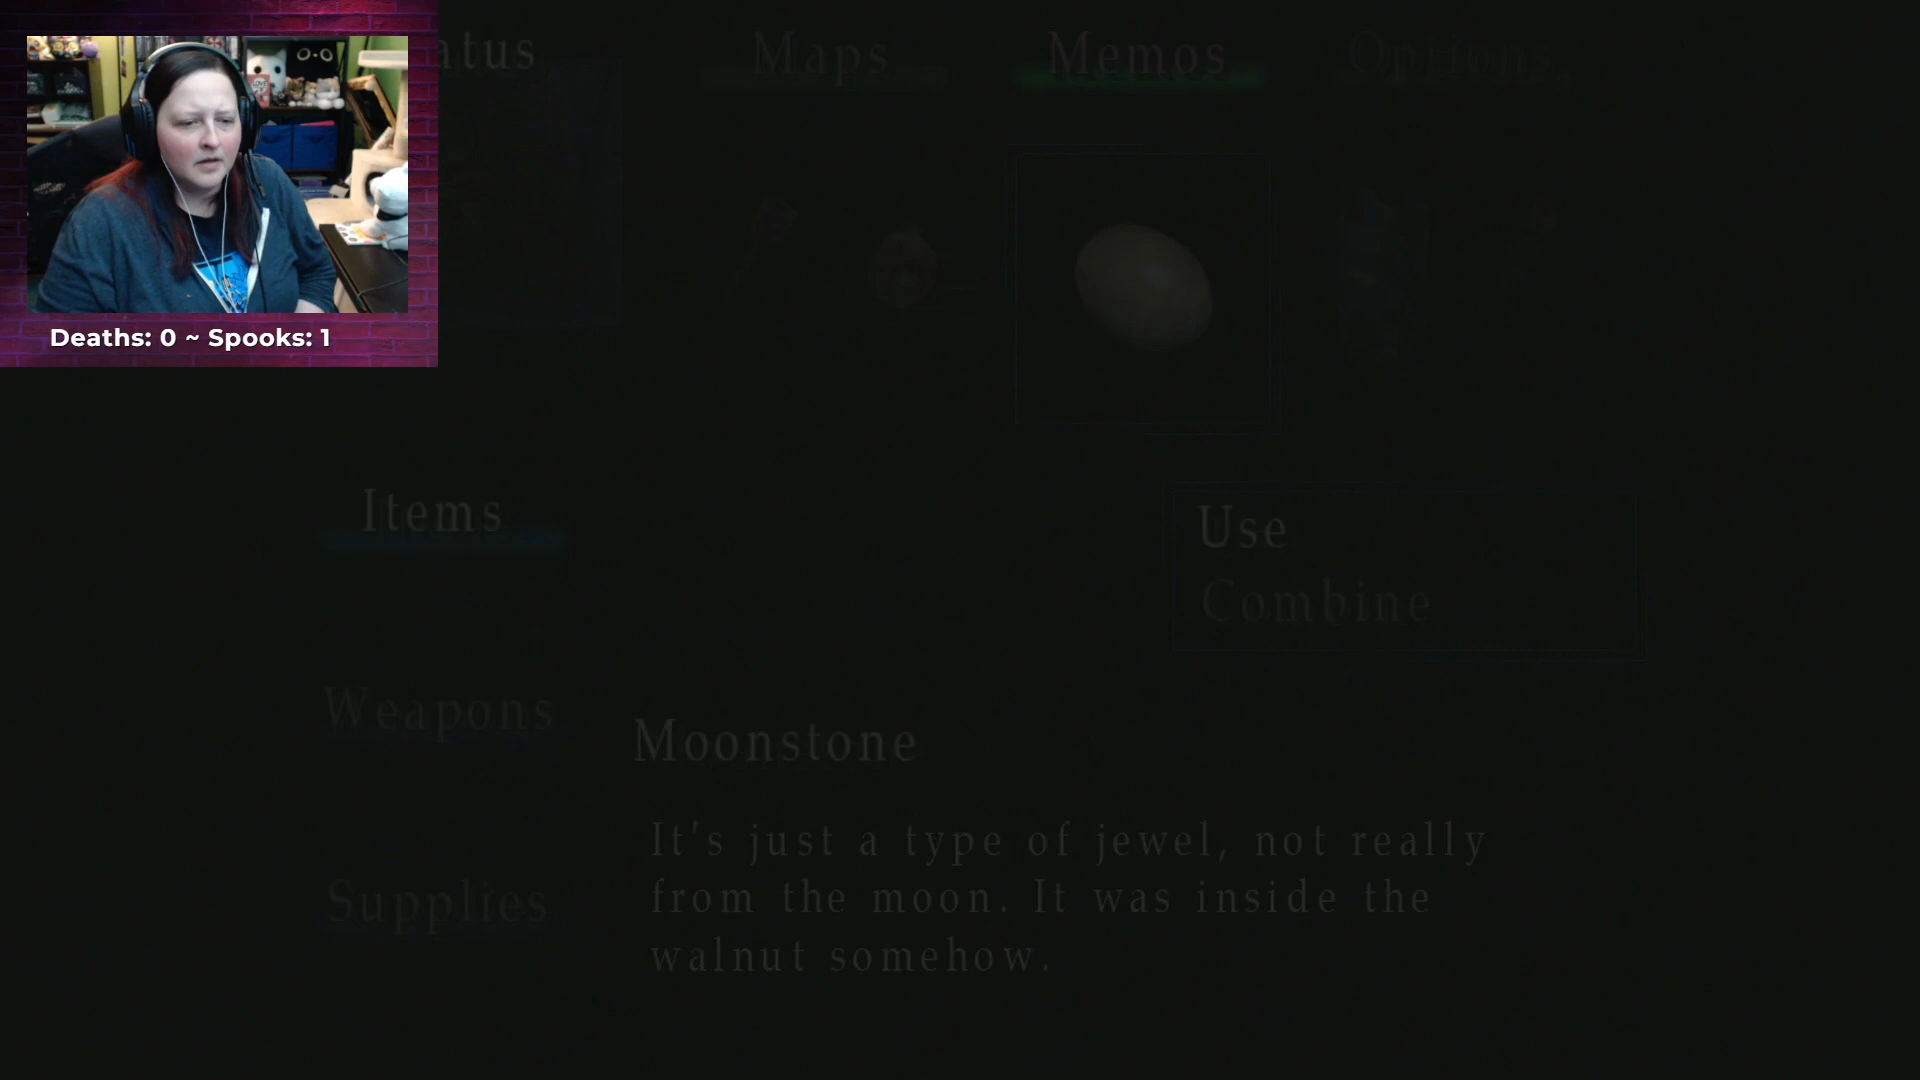 atus
Maps
Memos
Options
Deaths: 0 ~ Spooks: 1
Items
Use
Combine
Weapons
Moonstone
It's just a type of jewel, not really
from the moon. It was inside the
walnut somehow.
Supplies